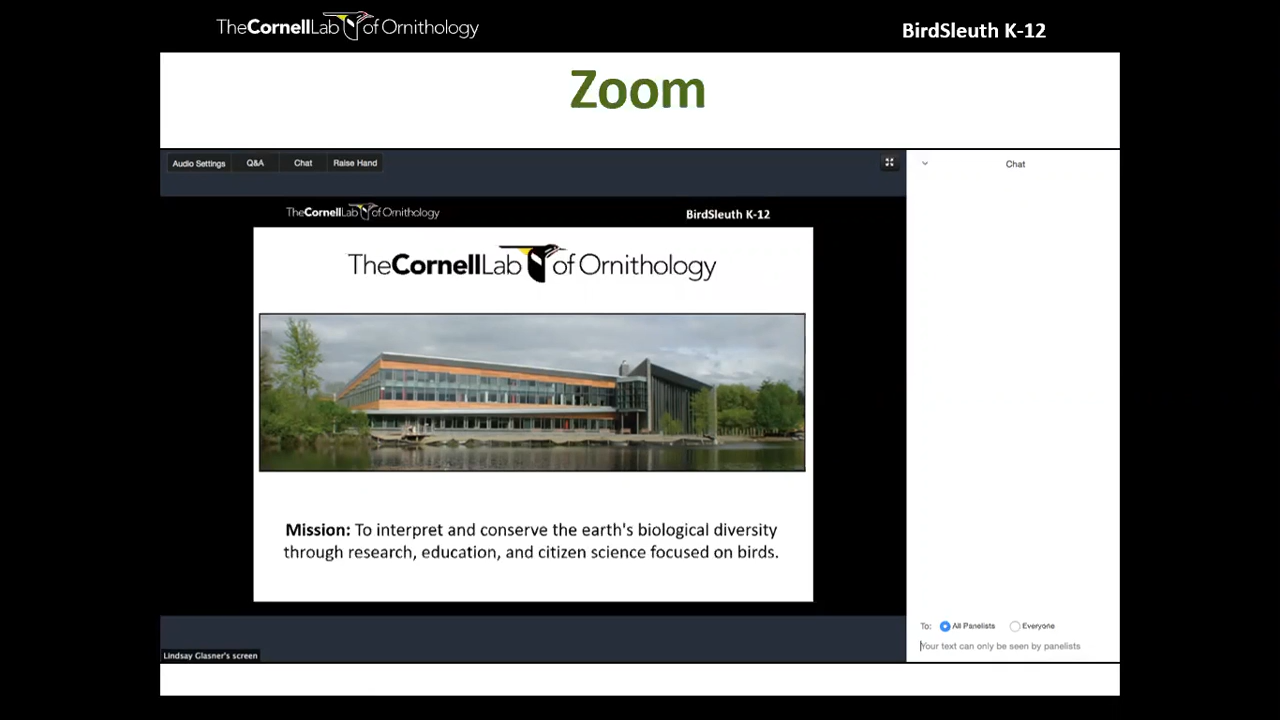 TheCornellLab of Ornithology
BirdSleuth K-12
Zoom
Audio Settings Q&A Chat Raise Hand
Chat
TheCornellLab of Ornithology
BirdSleuth K-12
TheCornellLab of Ornithology
Mission: To interpret and conserve the earth's biological diversity
through research, education, and citizen science focused on birds.
To: All Panelists Everyone
Your text can only be seen by panelists
Lindsay Glasner's screen